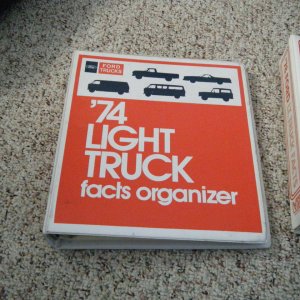 FORD
TRUCKS
'74
LIGHT
TRUCK
facts organizer